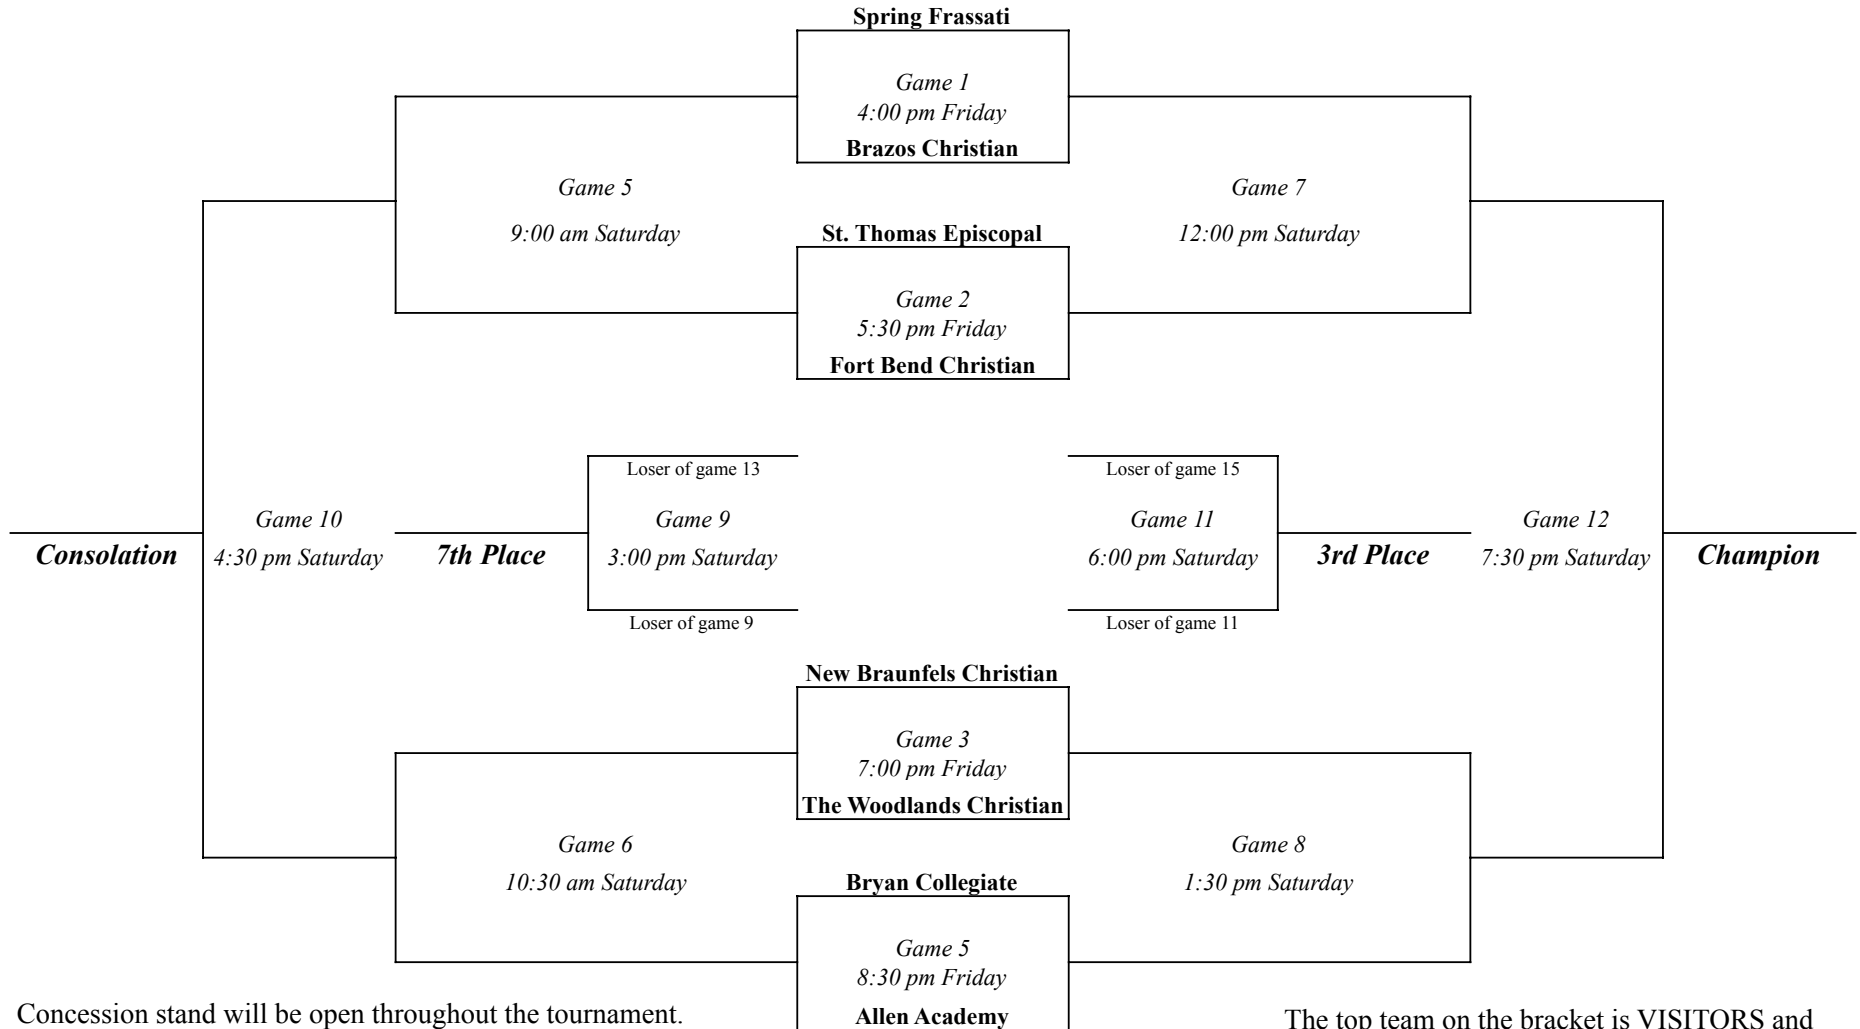 Spring Frassati
Game 1
4:00 pm Friday
Brazos Christian
Game 5
9:00 am Saturday
Game 7
12:00 pm Saturday
St. Thomas Episcopal
Game 2
5:30 pm Friday
Fort Bend Christian
Loser of game 13
Loser of game 15
Consolation
Game 10
4:30 pm Saturday
7th Place
Game 9
3:00 pm Saturday
Game 11
6:00 pm Saturday
3rd Place
Game 12
7:30 pm Saturday
Champion
Loser of game 9
Loser of game 11
New Braunfels Christian
Game 3
7:00 pm Friday
The Woodlands Christian
Game 6
10:30 am Saturday
Game 8
1:30 pm Saturday
Bryan Collegiate
Game 5
8:30 pm Friday
Allen Academy
Concession stand will be open throughout the tournament.
The top team on the bracket is VISITORS and